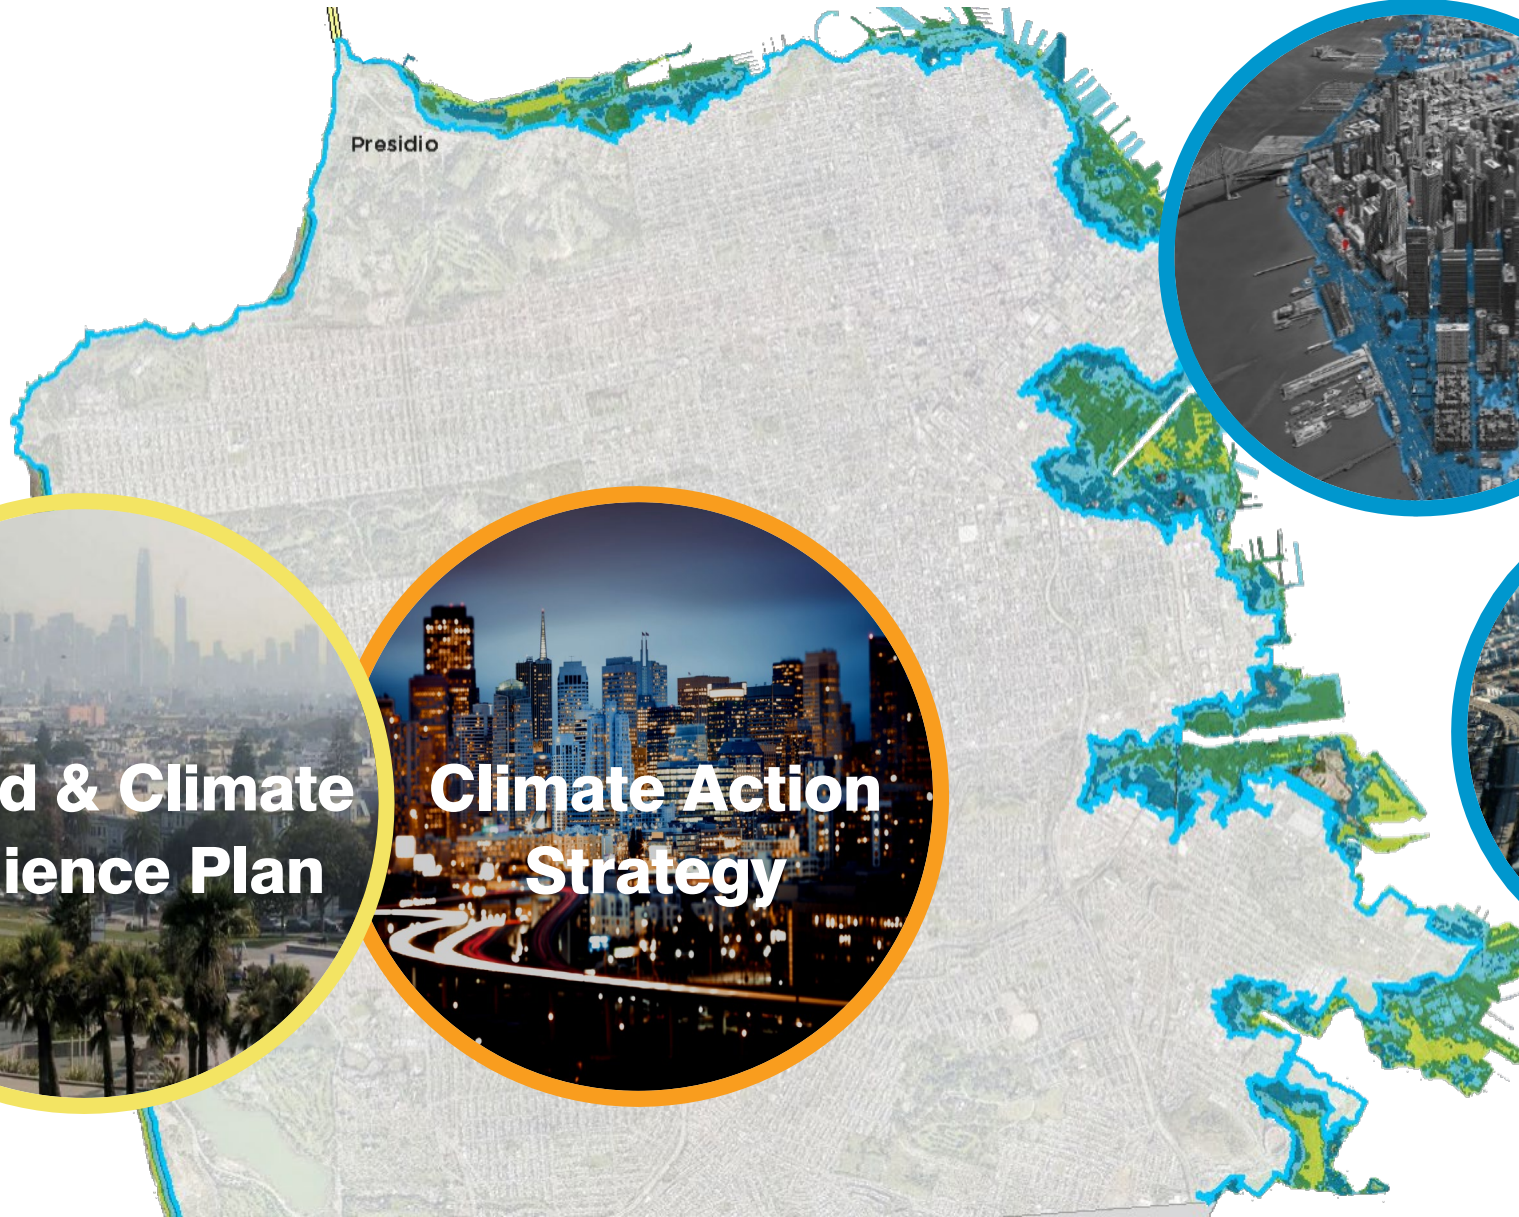 Presidio
d & Climate
ience Plan
Climate Action
Strategy